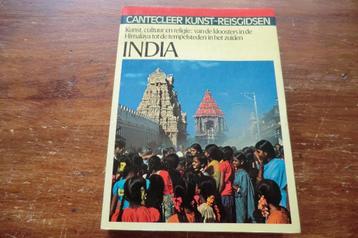 CANTECLEER KUNST-REISGIDSEN
Kunst, cultuur en religie: van de kloosters in de
Himalaya tot de tempelsteden in het zuiden
INDIA